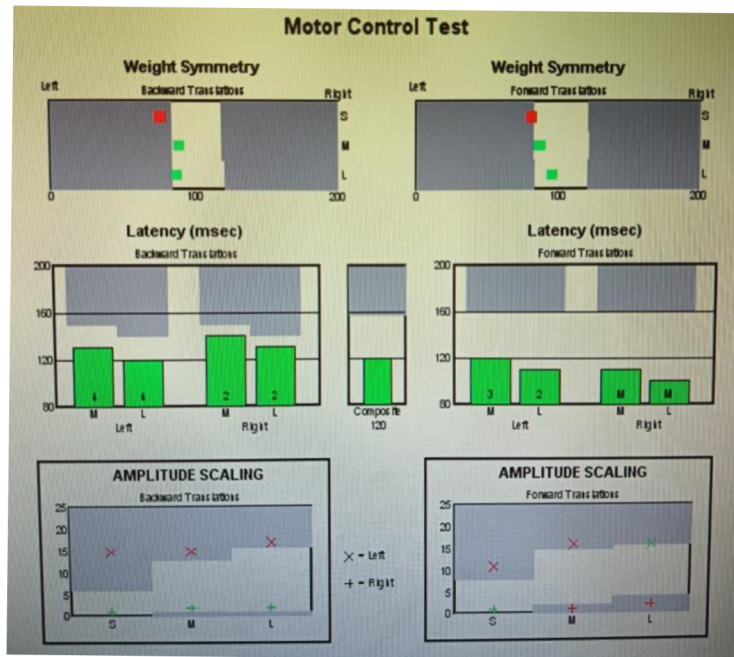 Motor Control Test
Weight Symmetry
Backward Translations
Left
Right
S
M
L
0 100 200
Weight Symmetry
Forward Translations
Left
Right
S
M
L
0 100 200
Latency (msec)
Backward Translations
200
160
120
80
4 4 2 2
M L M L
Left Right
Composite
120
Latency (msec)
Forward Translations
200
160
120
80
3 2 M M
M L M L
Left Right
AMPLITUDE SCALING
Backward Translations
25
20
15
10
5
0
S M L
× - Left
+ - Right
AMPLITUDE SCALING
Forward Translations
25
20
15
10
5
0
S M L